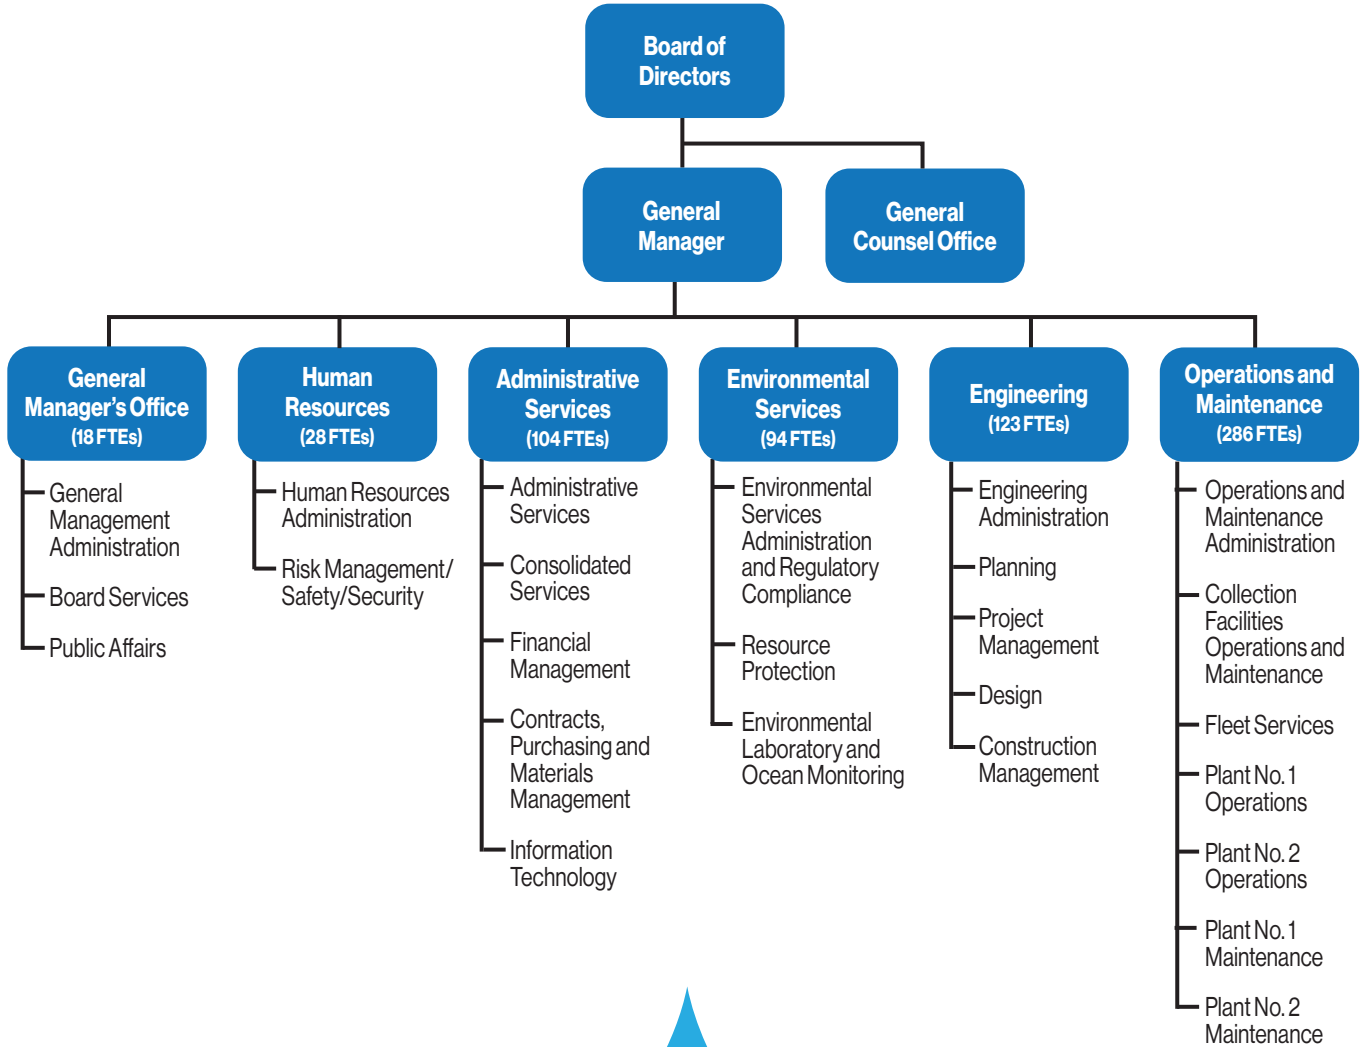 Board of
Directors
General
Manager
General
Counsel Office
General
Manager's Office
(18 FTEs)
General
Management
Administration
Board Services
Public Affairs
Human
Resources
(28 FTEs)
Human Resources
Administration
Risk Management/
Safety/Security
Administrative
Services
(104 FTEs)
Administrative
Services
Consolidated
Services
Financial
Management
Contracts,
Purchasing and
Materials
Management
Information
Technology
Environmental
Services
(94 FTEs)
Environmental
Services
Administration
and Regulatory
Compliance
Resource
Protection
Environmental
Laboratory and
Ocean Monitoring
Engineering
(123 FTEs)
Engineering
Administration
Planning
Project
Management
Design
Construction
Management
Operations and
Maintenance
(286 FTEs)
Operations and
Maintenance
Administration
Collection
Facilities
Operations and
Maintenance
Fleet Services
Plant No. 1
Operations
Plant No. 2
Operations
Plant No. 1
Maintenance
Plant No. 2
Maintenance